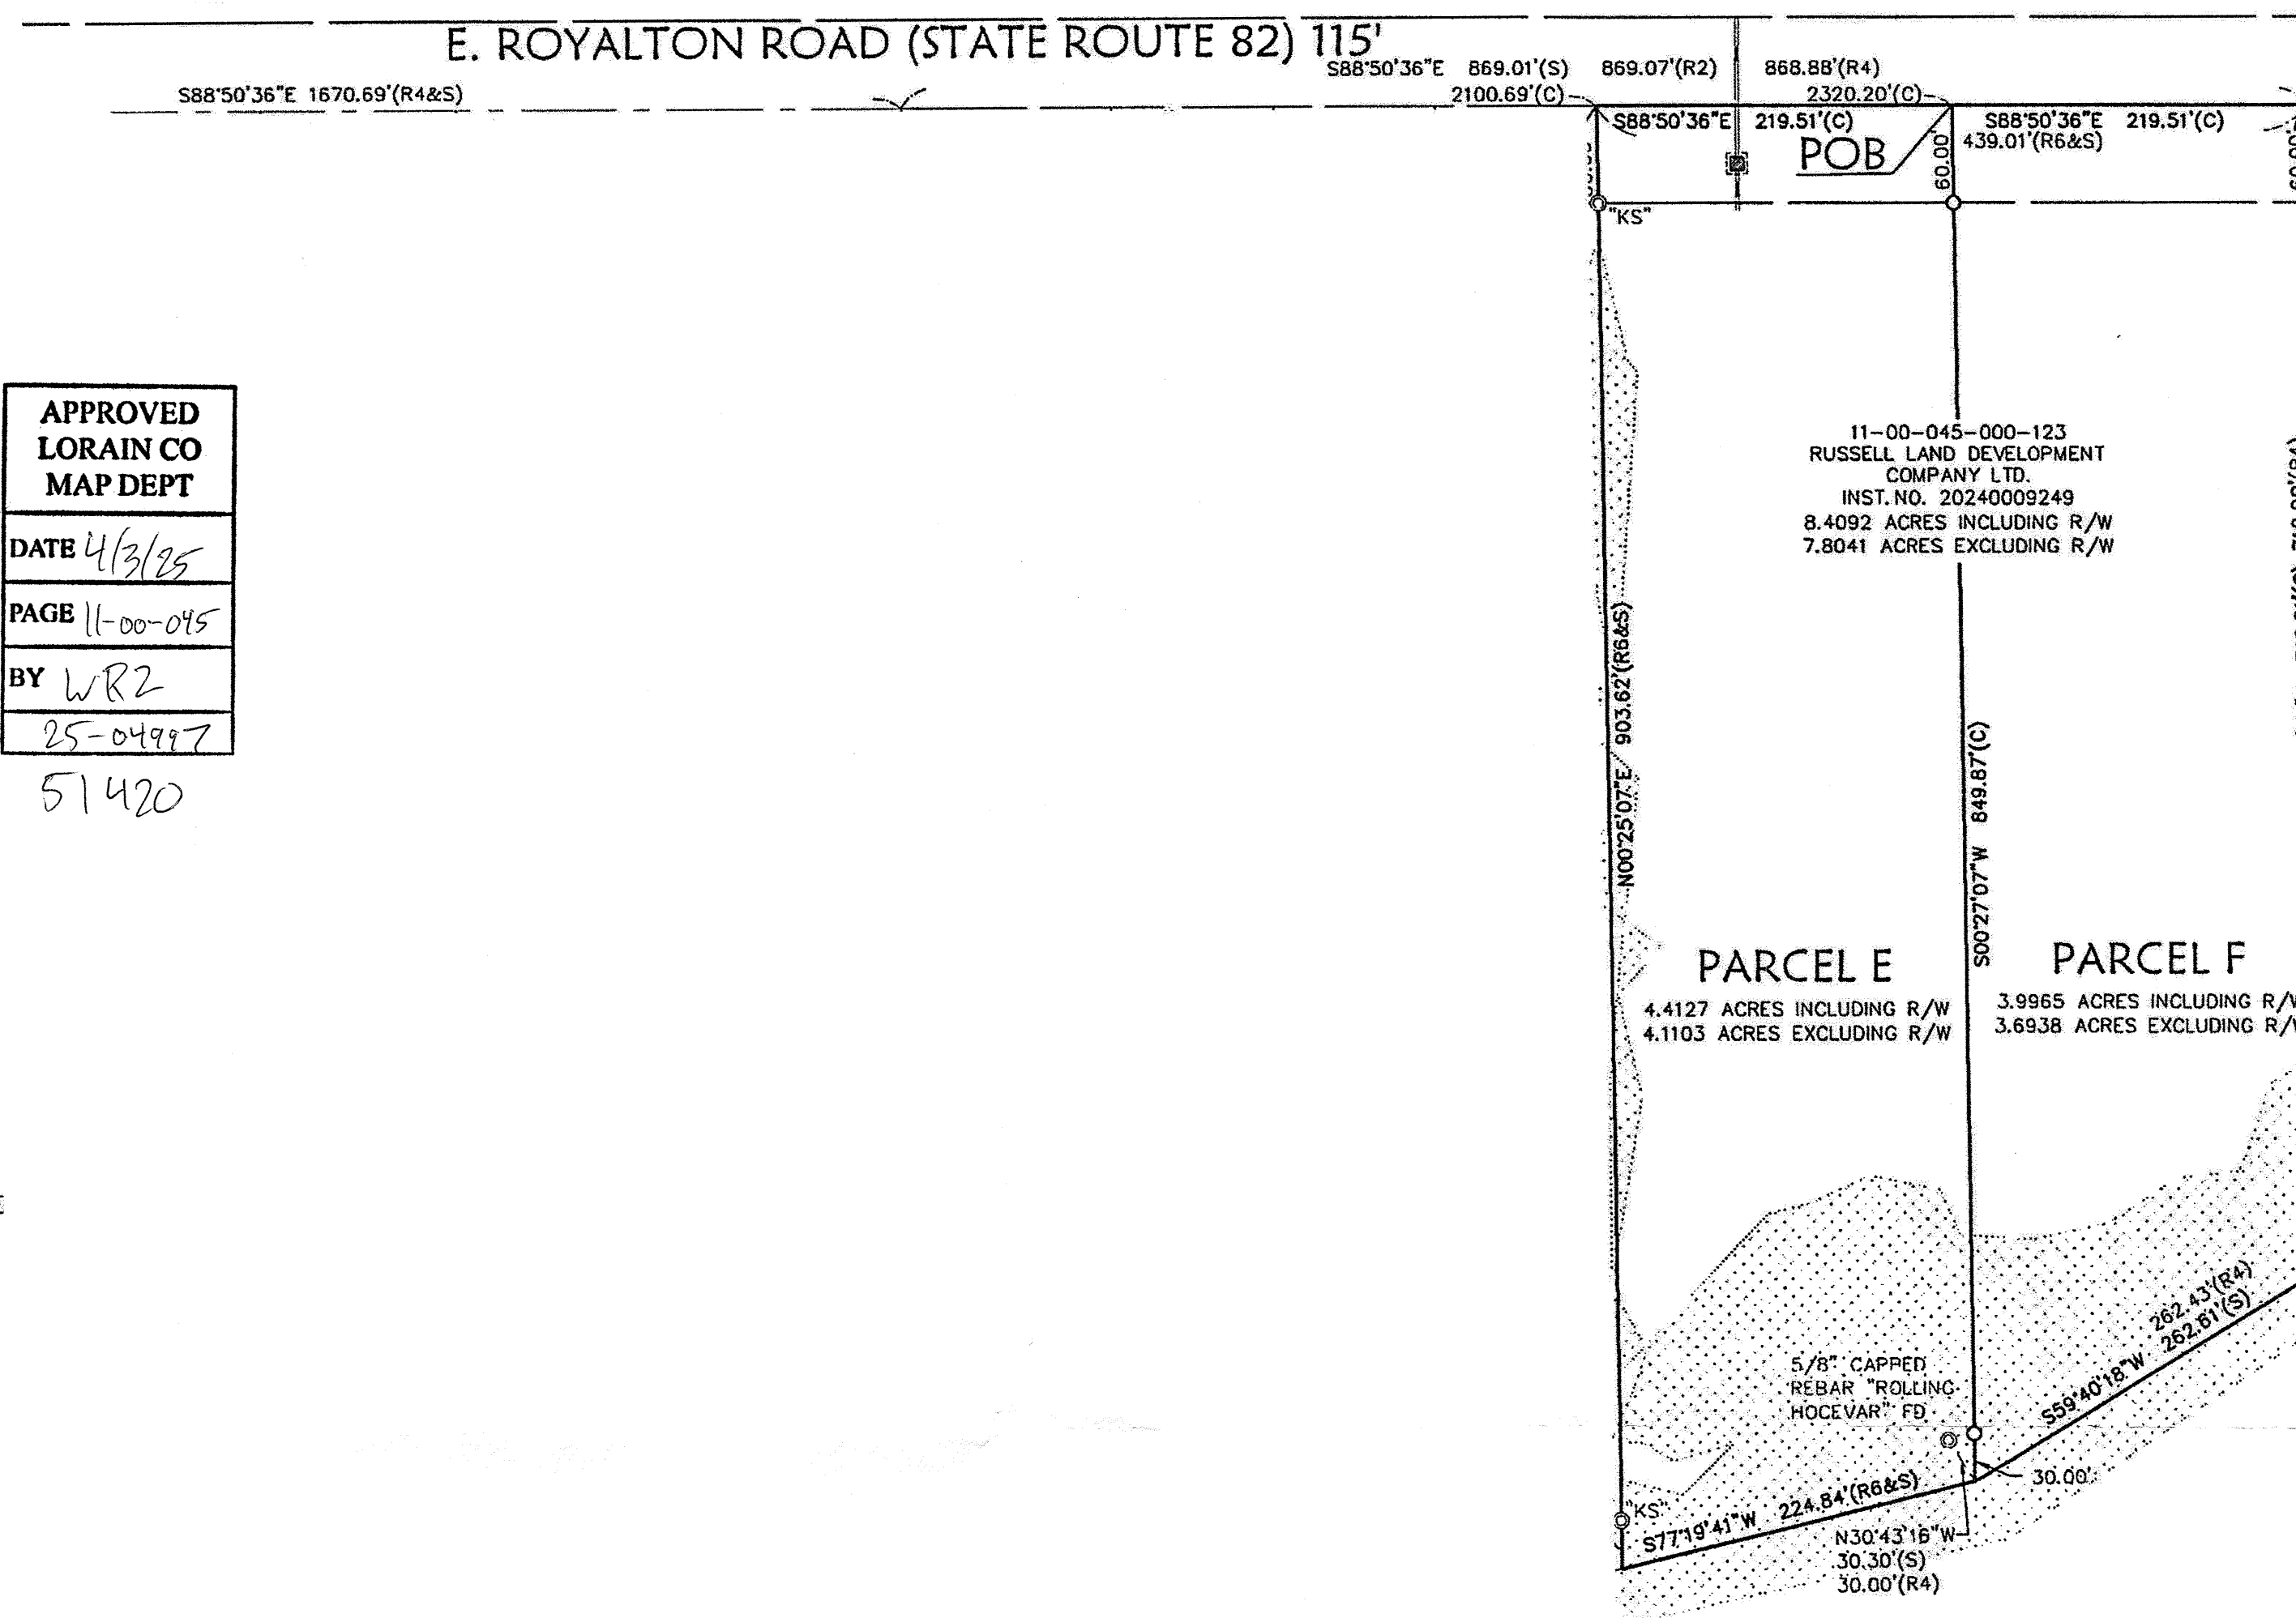 E. ROYALTON ROAD (STATE ROUTE 82) 115'
S88°50'36"E 869.01'(S) 869.07'(R2) 868.88'(R4)
S88°50'36"E 1670.69'(R4&S)
2100.69'(C)
2320.20'(C)
S88°50'36"E 219.51'(C)
S88°50'36"E 219.51'(C)
439.01'(R6&S)
POB
60.00'
"KS"
APPROVED
LORAIN CO
MAP DEPT
DATE 4/3/25
PAGE 11-00-045
BY WR2
25-04997
51420
11-00-045-000-123
RUSSELL LAND DEVELOPMENT
COMPANY LTD.
INST. NO. 20240009249
8.4092 ACRES INCLUDING R/W
7.8041 ACRES EXCLUDING R/W
N00°25'07"E 903.62'(R6&S)
S00°27'07"W 849.87'(C)
PARCEL E
4.4127 ACRES INCLUDING R/W
4.1103 ACRES EXCLUDING R/W
PARCEL F
3.9965 ACRES INCLUDING R/W
3.6938 ACRES EXCLUDING R/W
262.43'(R4)
S59°40'18"W 262.61'(S)
5/8" CAPPED
REBAR "ROLLING
HOCEVAR" FD
30.00'
"KS"
S77°19'41"W 224.84'(R6&S)
N30°43'16"W
30.30'(S)
30.00'(R4)